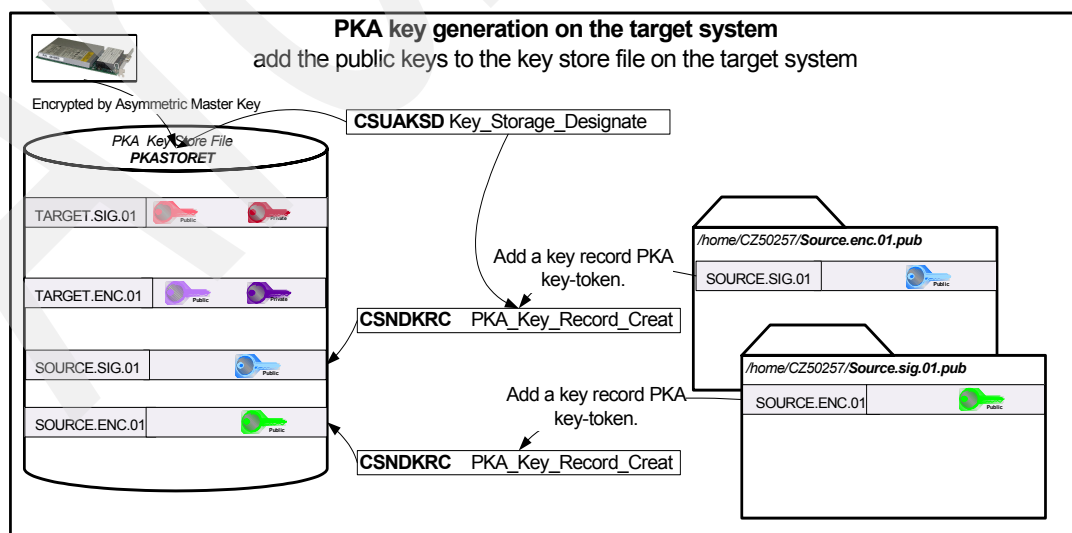 PKA key generation on the target system
add the public keys to the key store file on the target system
Encrypted by Asymmetric Master Key
CSUAKSD Key_Storage_Designate
PKA Key Store File
PKASTORET
TARGET.SIG.01
Public
Private
TARGET.ENC.01
Public
Private
SOURCE.SIG.01
Public
SOURCE.ENC.01
Public
Add a key record PKA
key-token.
CSNDKRC PKA_Key_Record_Creat
Add a key record PKA
key-token.
CSNDKRC PKA_Key_Record_Creat
/home/CZ50257/Source.enc.01.pub
SOURCE.SIG.01
Public
/home/CZ50257/Source.sig.01.pub
SOURCE.ENC.01
Public